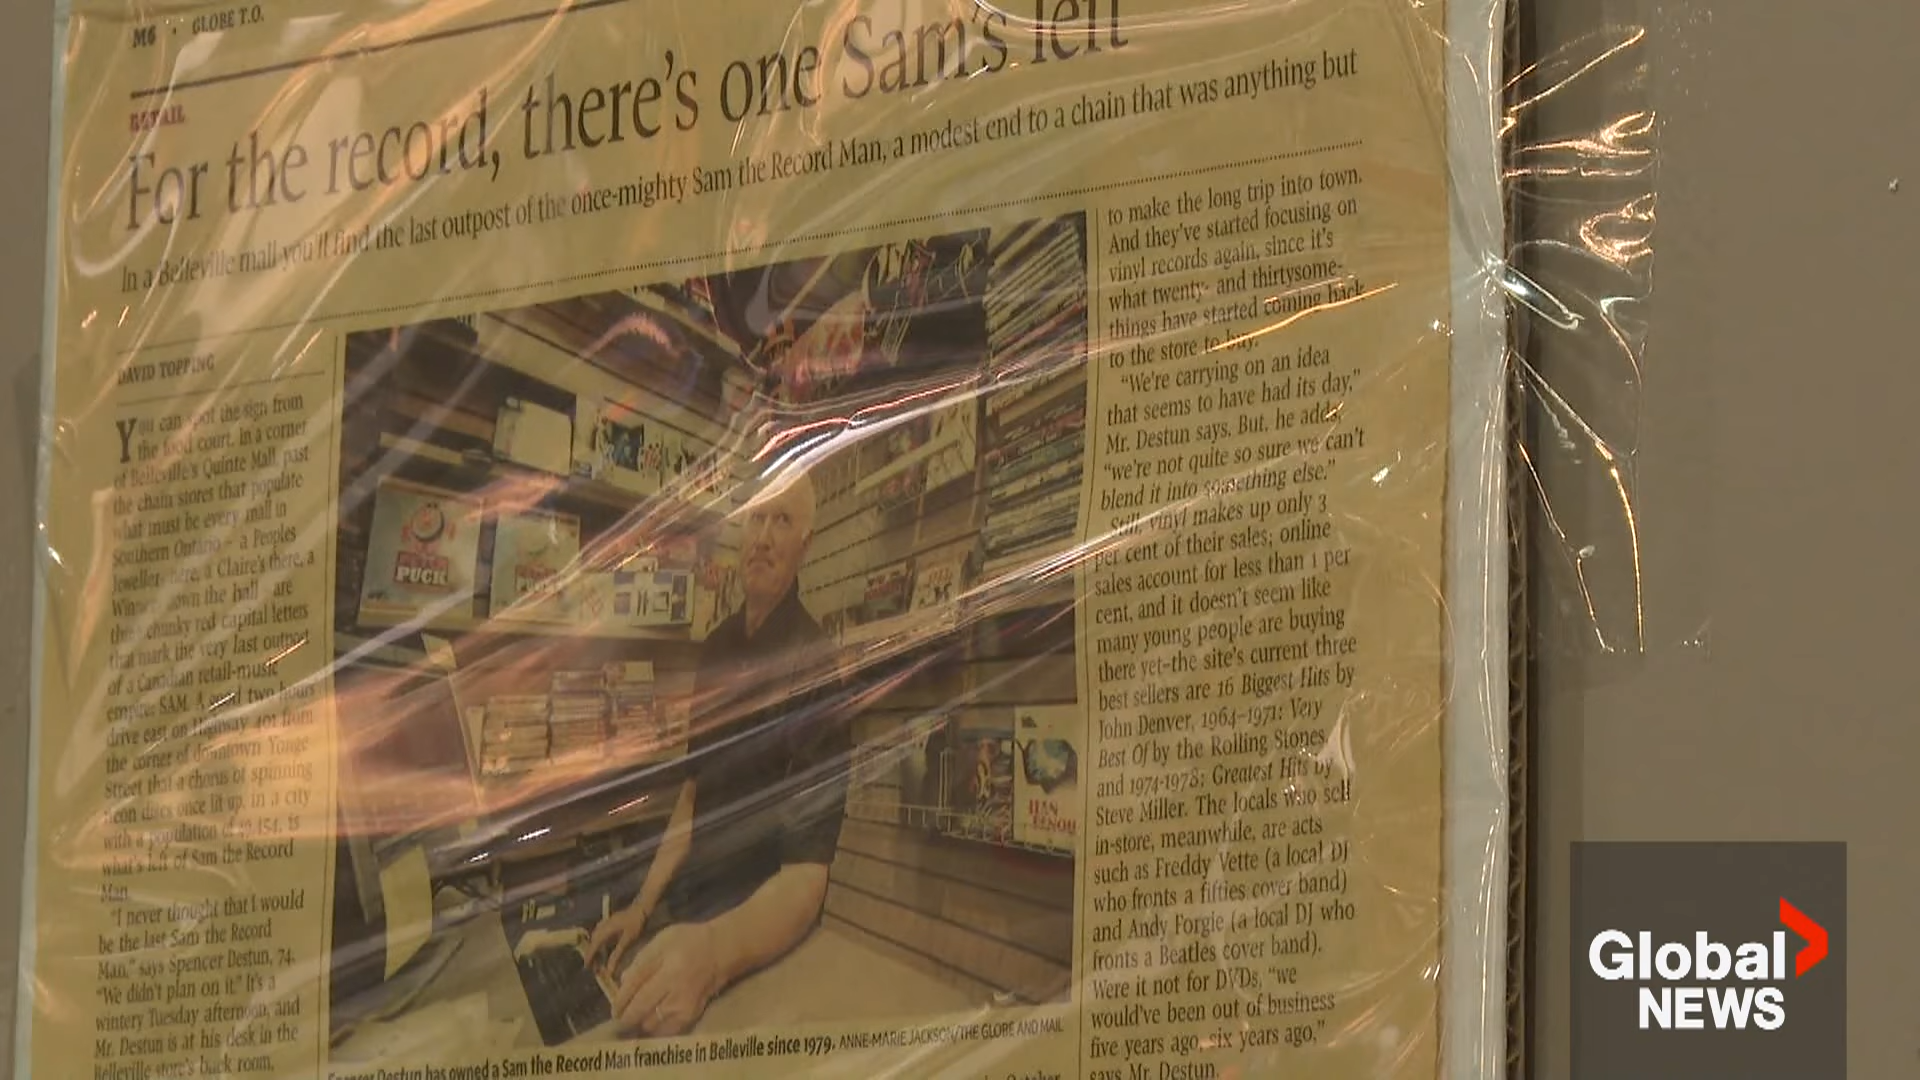 M6 · GLOBE T.O.
RETAIL
For the record, there's one Sam's left
In a Belleville mall you'll find the last outpost of the once-mighty Sam the Record Man, a modest end to a chain that was anything but
DAVID TOPPING
You can spot the sign from
the food court. In a corner
of Belleville's Quinte Mall, past
the chain stores that populate
what must be every mall in
Southern Ontario – a Peoples
Jewellers here, a Claire's there, a
Winners down the hall – are
the chunky red capital letters
that mark the very last outpost
of a Canadian retail-music
empire: SAM. A good two hours
drive east on Highway 401 from
the corner of downtown Yonge
Street that a chorus of spinning
neon discs once lit up, in a city
with a population of 49,454, is
what's left of Sam the Record
Man.
"I never thought that I would
be the last Sam the Record
Man," says Spencer Destun, 74.
"We didn't plan on it." It's a
wintery Tuesday afternoon, and
Mr. Destun is at his desk in the
Belleville store's back room,
PUCK
PUCK
HAN
Spencer Destun has owned a Sam the Record Man franchise in Belleville since 1979. ANNE-MARIE JACKSON/THE GLOBE AND MAIL
October
to make the long trip into town.
And they've started focusing on
vinyl records again, since it's
what twenty- and thirtysome-
things have started coming back
to the store to buy.
"We're carrying on an idea
that seems to have had its day,"
Mr. Destun says. But, he adds,
"we're not quite so sure we can't
blend it into something else."
Still, vinyl makes up only 3
per cent of their sales; online
sales account for less than 1 per
cent, and it doesn't seem like
many young people are buying
there yet–the site's current three
best sellers are 16 Biggest Hits by
John Denver, 1964–1971: Very
Best Of by the Rolling Stones,
and 1974-1978: Greatest Hits by
Steve Miller. The locals who sell
in-store, meanwhile, are acts
such as Freddy Vette (a local DJ
who fronts a fifties cover band)
and Andy Forgie (a local DJ who
fronts a Beatles cover band).
Were it not for DVDs, "we
would've been out of business
five years ago, six years ago,"
says Mr. Destun.
Global
NEWS